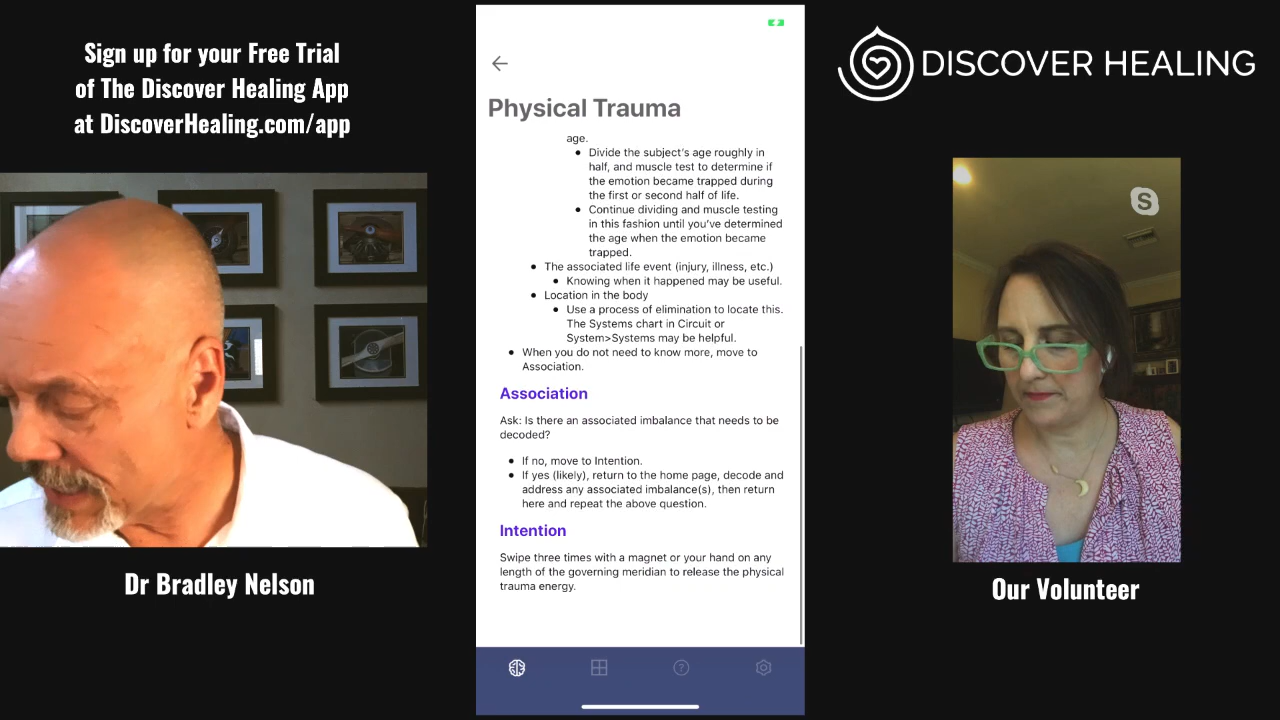 Sign up for your Free Trial
of The Discover Healing App
at DiscoverHealing.com/app
Dr Bradley Nelson
Physical Trauma
age.
• Divide the subject's age roughly in
half, and muscle test to determine if
the emotion became trapped during
the first or second half of life.
• Continue dividing and muscle testing
in this fashion until you've determined
the age when the emotion became
trapped.
• The associated life event (injury, illness, etc.)
• Knowing when it happened may be useful.
• Location in the body
• Use a process of elimination to locate this.
The Systems chart in Circuit or
System>Systems may be helpful.
• When you do not need to know more, move to
Association.
Association
Ask: Is there an associated imbalance that needs to be
decoded?
• If no, move to Intention.
• If yes (likely), return to the home page, decode and
address any associated imbalance(s), then return
here and repeat the above question.
Intention
Swipe three times with a magnet or your hand on any
length of the governing meridian to release the physical
trauma energy.
DISCOVER HEALING
S
Our Volunteer